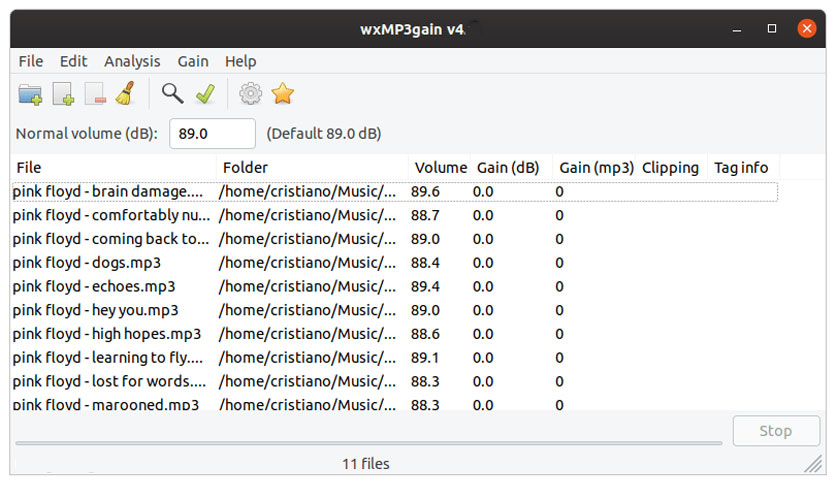 wxMP3gain v4.
File Edit Analysis Gain Help
Normal volume (dB): 89.0 (Default 89.0 dB)
File Folder Volume Gain (dB) Gain (mp3) Clipping Tag info
pink floyd - brain damage.... /home/cristiano/Music/... 89.6 0.0 0
pink floyd - comfortably nu... /home/cristiano/Music/... 88.7 0.0 0
pink floyd - coming back to... /home/cristiano/Music/... 89.0 0.0 0
pink floyd - dogs.mp3 /home/cristiano/Music/... 88.4 0.0 0
pink floyd - echoes.mp3 /home/cristiano/Music/... 89.4 0.0 0
pink floyd - hey you.mp3 /home/cristiano/Music/... 89.0 0.0 0
pink floyd - high hopes.mp3 /home/cristiano/Music/... 88.6 0.0 0
pink floyd - learning to fly.... /home/cristiano/Music/... 89.1 0.0 0
pink floyd - lost for words.... /home/cristiano/Music/... 88.3 0.0 0
pink floyd - marooned.mp3 /home/cristiano/Music/... 88.3 0.0 0
Stop
11 files